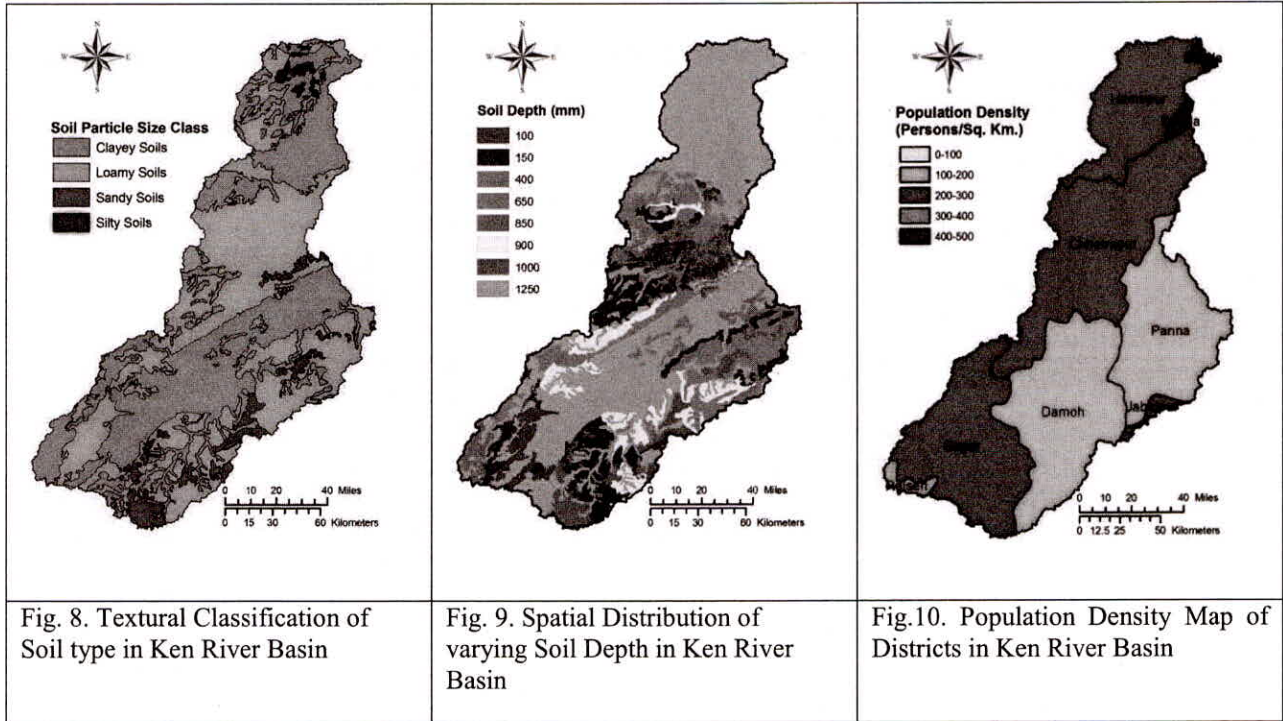 N
W E
S
Soil Particle Size Class
Clayey Soils
Loamy Soils
Sandy Soils
Silty Soils
0 10 20 40 Miles
0 15 30 60 Kilometers
Fig. 8. Textural Classification of
Soil type in Ken River Basin
N
W E
S
Soil Depth (mm)
100
150
400
650
850
900
1000
1250
0 10 20 40 Miles
0 15 30 60 Kilometers
Fig. 9. Spatial Distribution of
varying Soil Depth in Ken River
Basin
N
W E
S
Population Density
(Persons/Sq. Km.)
0-100
100-200
200-300
300-400
400-500
Panna
Damoh
0 10 20 40 Miles
0 12.5 25 50 Kilometers
Fig.10. Population Density Map of
Districts in Ken River Basin